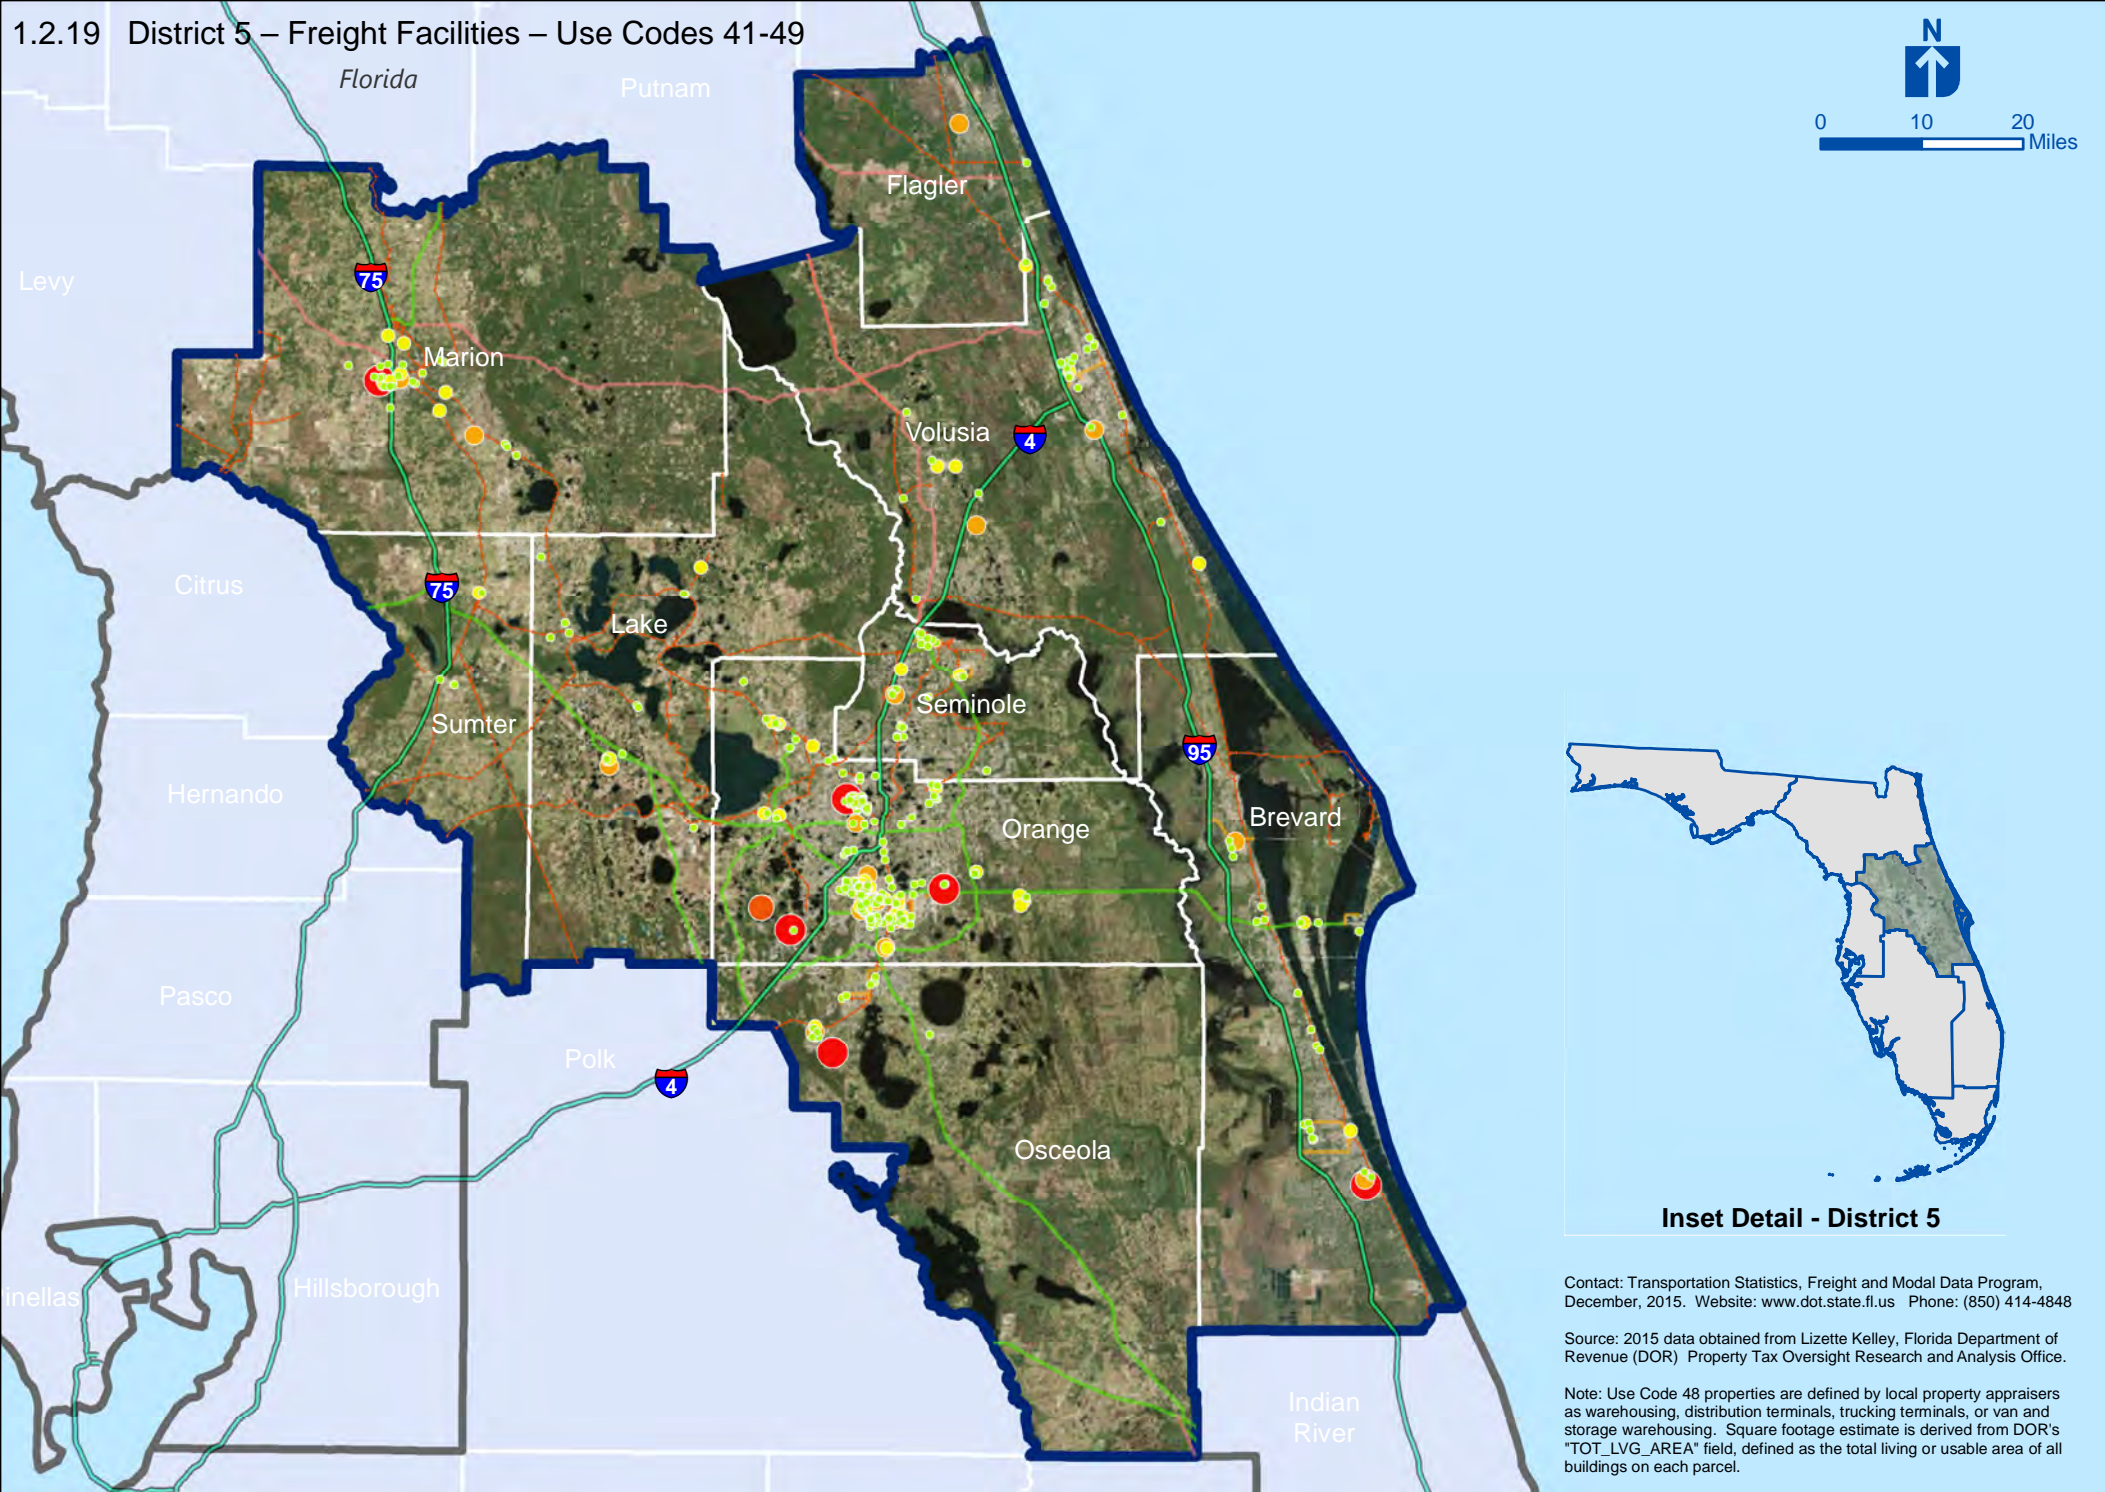 1.2.19 District 5 – Freight Facilities – Use Codes 41-49
Florida
Putnam
N
0 10 20
Miles
Flagler
Levy
75
Marion
Volusia
4
Citrus
75
Lake
Sumter
Seminole
95
Hernando
Orange
Brevard
Pasco
Polk
4
Osceola
Hillsborough
inellas
Indian
River
Inset Detail - District 5
Contact: Transportation Statistics, Freight and Modal Data Program,
December, 2015. Website: www.dot.state.fl.us Phone: (850) 414-4848
Source: 2015 data obtained from Lizette Kelley, Florida Department of
Revenue (DOR) Property Tax Oversight Research and Analysis Office.
Note: Use Code 48 properties are defined by local property appraisers
as warehousing, distribution terminals, trucking terminals, or van and
storage warehousing. Square footage estimate is derived from DOR's
"TOT_LVG_AREA" field, defined as the total living or usable area of all
buildings on each parcel.